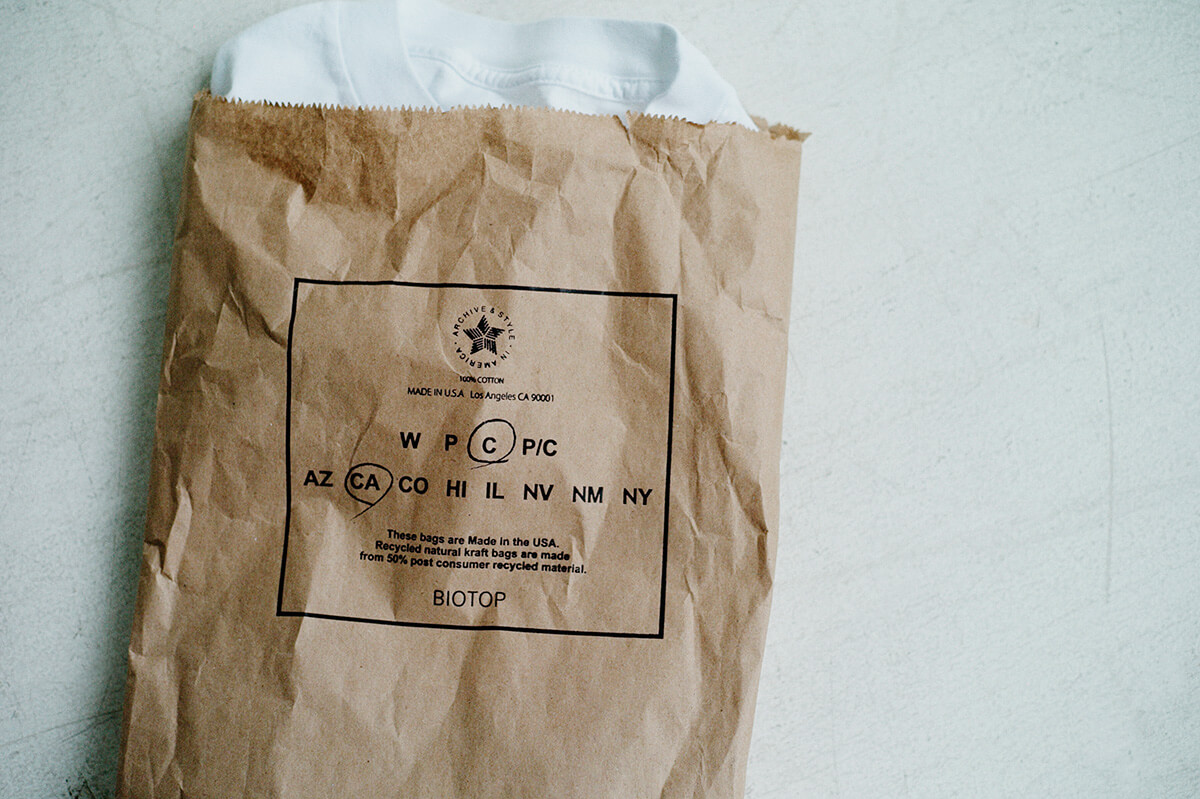 ARCHIVE & STYLE · IN AMERICA ·
100% COTTON
MADE IN U.S.A Los Angeles CA 90001
W P C P/C
AZ CA CO HI IL NV NM NY
These bags are Made in the USA.
Recycled natural kraft bags are made
from 50% post consumer recycled material.
BIOTOP